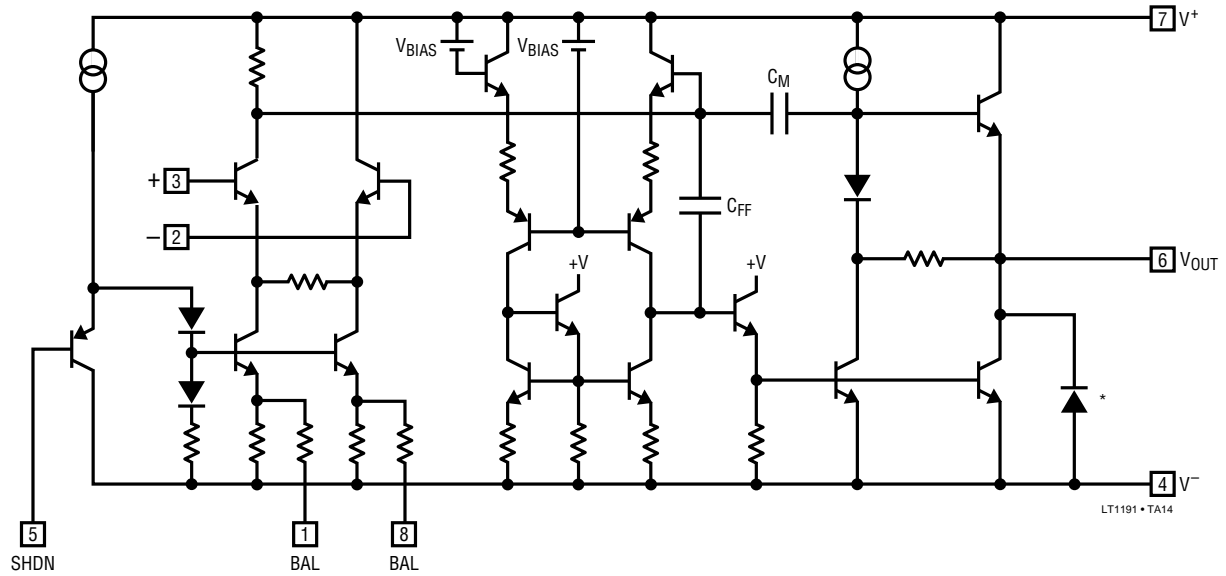 7 V+
VBIAS
VBIAS
CM
+ 3
CFF
– 2
+V
+V
6 VOUT
*
4 V–
LT1191 • TA14
5
1
8
SHDN
BAL
BAL